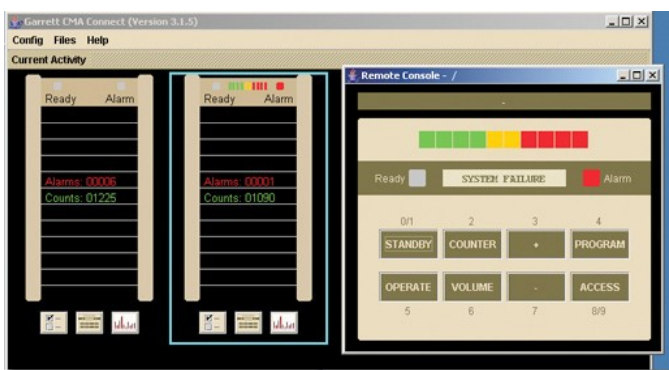 Garrett CMA Connect (Version 3.1.5)
Config Files Help
Current Activity
Ready Alarm
Alarms: 00006
Counts: 01225
Ready Alarm
Alarms: 00001
Counts: 01090
Remote Console - /
-
Ready SYSTEM FAILURE Alarm
0/1 2 3 4
STANDBY COUNTER + PROGRAM
OPERATE VOLUME - ACCESS
5 6 7 8/9